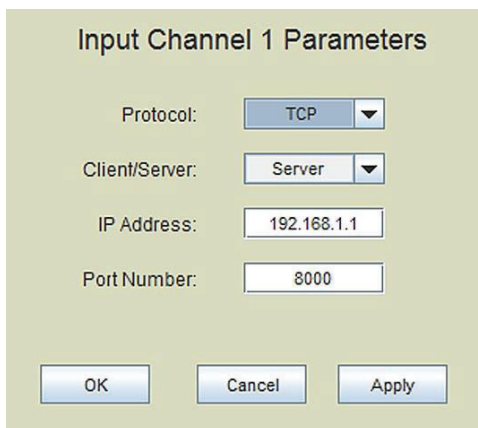 Input Channel 1 Parameters
Protocol: TCP
Client/Server: Server
IP Address: 192.168.1.1
Port Number: 8000
OK Cancel Apply